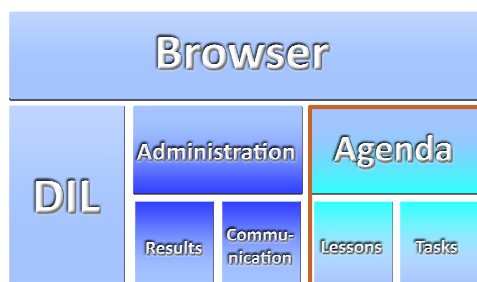 Browser
DIL
Administration
Agenda
Results
Commu-
nication
Lessons
Tasks